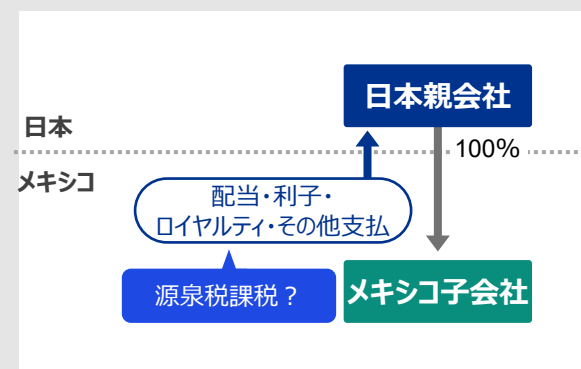 日本親会社
日本
100%
メキシコ
配当・利子・
ロイヤルティ・その他支払
源泉税課税？
メキシコ子会社